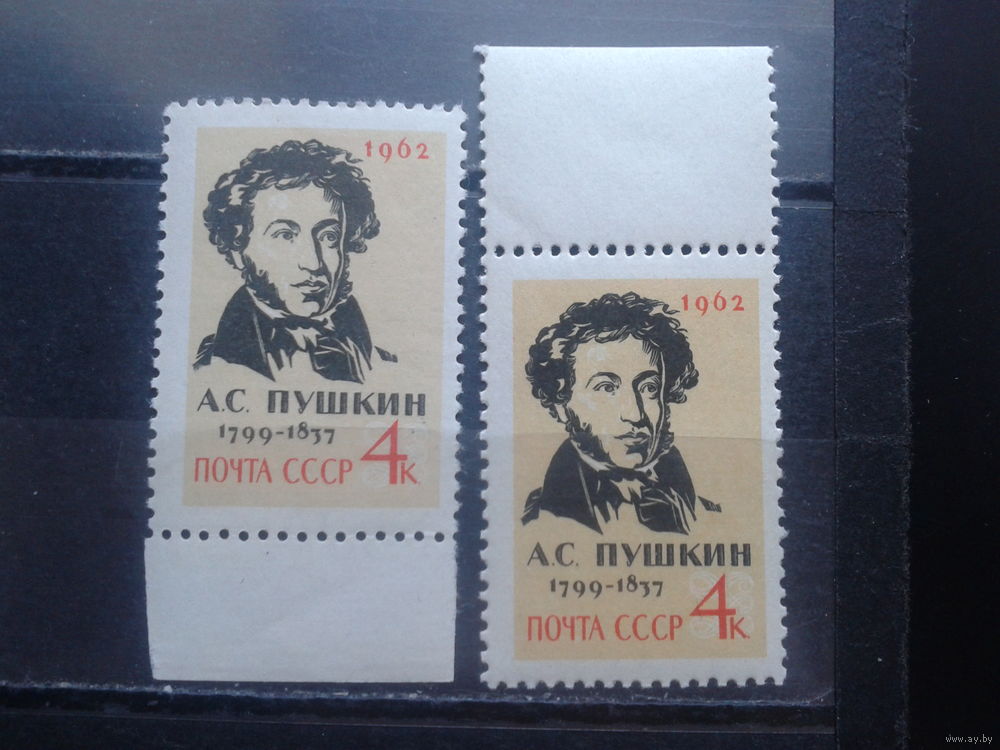 1962
А.С. ПУШКИН
1799-1837
ПОЧТА СССР 4к.
1962
А.С. ПУШКИН
1799-1837
ПОЧТА СССР 4к.
www.ay.by